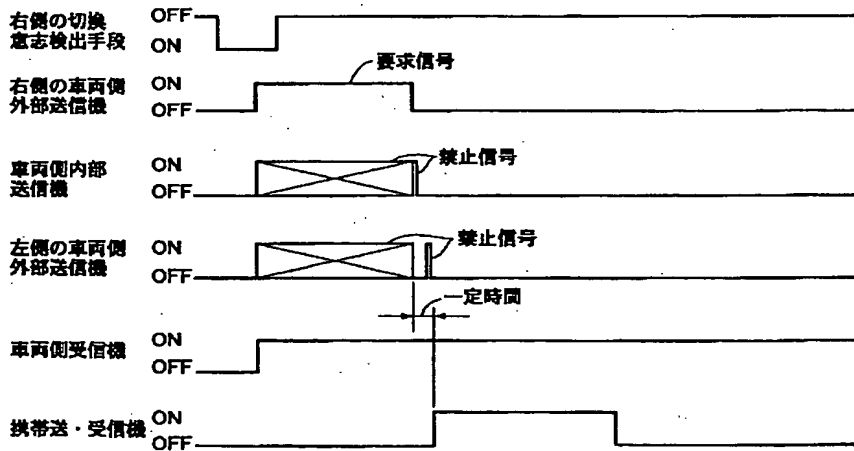 右側の切換
意志検出手段
OFF
ON
右側の車両側
外部送信機
ON
OFF
要求信号
車両側内部
送信機
ON
OFF
禁止信号
左側の車両側
外部送信機
ON
OFF
禁止信号
一定時間
車両側受信機
ON
OFF
携帯送・受信機
ON
OFF